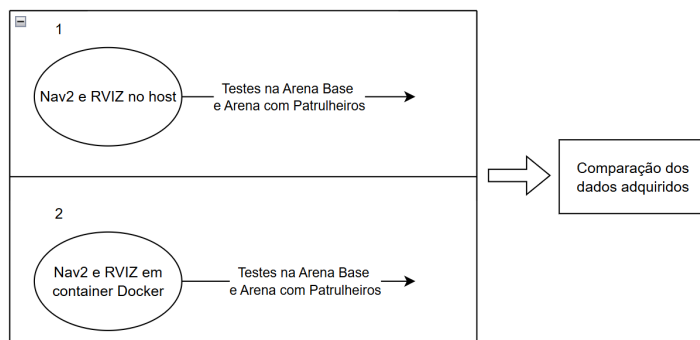 1
Nav2 e RVIZ no host
Testes na Arena Base
e Arena com Patrulheiros
Comparação dos
dados adquiridos
2
Nav2 e RVIZ em
container Docker
Testes na Arena Base
e Arena com Patrulheiros